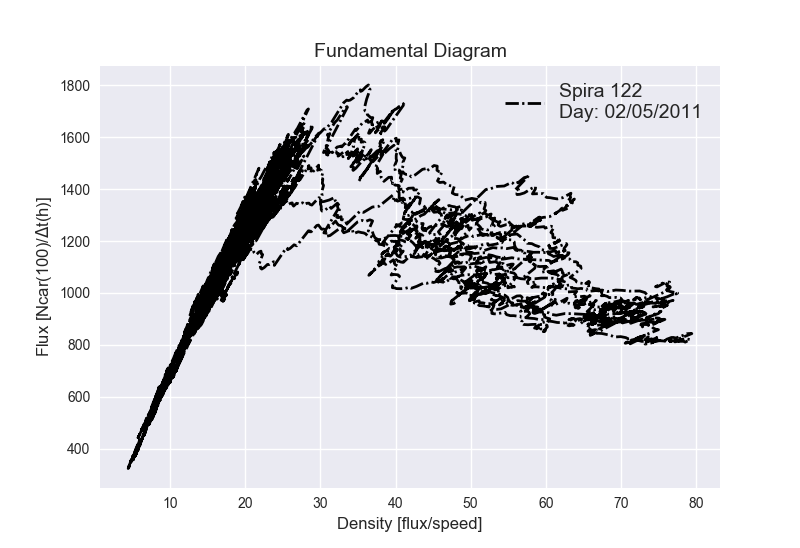 Fundamental Diagram
Spira 122
Day: 02/05/2011
1800
1600
1400
1200
1000
800
600
400
Flux [Ncar(100)/Δt(h)]
10 20 30 40 50 60 70 80
Density [flux/speed]